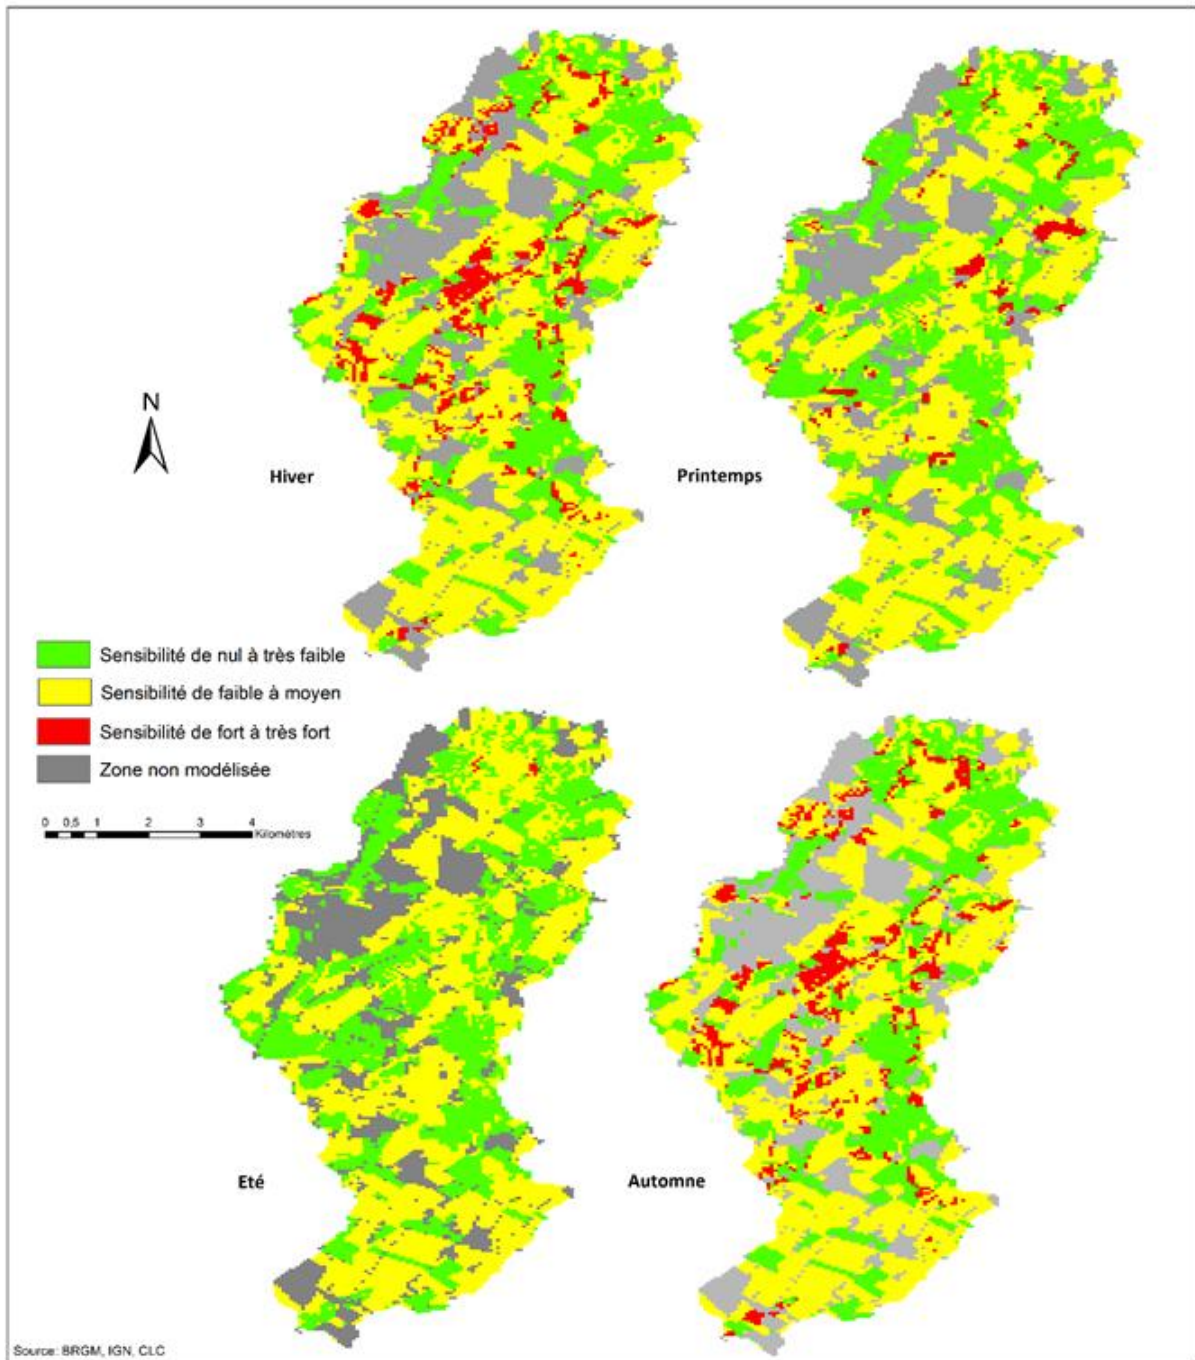 N
Hiver
Printemps
Sensibilité de nul à très faible
Sensibilité de faible à moyen
Sensibilité de fort à très fort
Zone non modélisée
0 0,5 1 2 3 4
Kilomètres
Eté
Automne
Source: BRGM, IGN, CLC